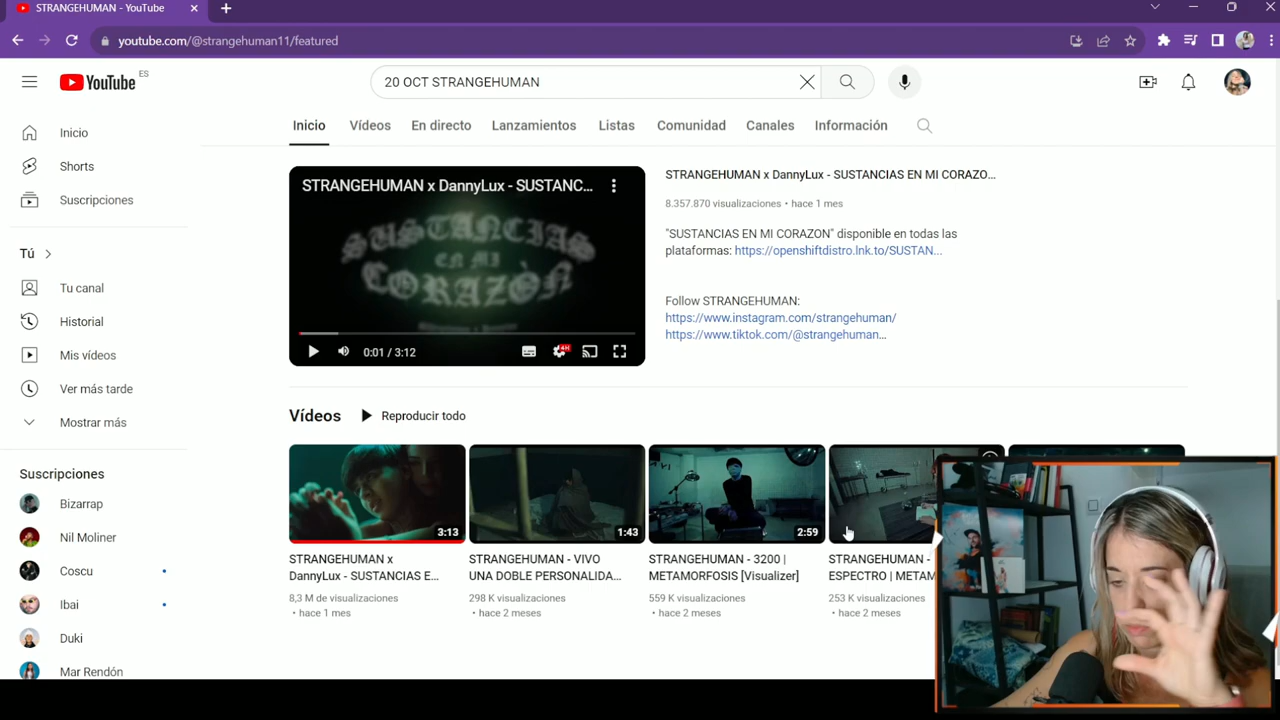 STRANGEHUMAN - YouTube
youtube.com/@strangehuman11/featured
YouTube ES
20 OCT STRANGEHUMAN
Inicio
Shorts
Suscripciones
Tú
Tu canal
Historial
Mis vídeos
Ver más tarde
Mostrar más
Suscripciones
Bizarrap
Nil Moliner
Coscu
Ibai
Duki
Mar Rendón
Inicio Vídeos En directo Lanzamientos Listas Comunidad Canales Información
STRANGEHUMAN x DannyLux - SUSTANC...
SUSTANCIAS
EN MI
CORAZÒN
0:01 / 3:12
4K
STRANGEHUMAN x DannyLux - SUSTANCIAS EN MI CORAZO...
8.357.870 visualizaciones • hace 1 mes
"SUSTANCIAS EN MI CORAZON" disponible en todas las
plataformas: https://openshiftdistro.lnk.to/SUSTAN...
Follow STRANGEHUMAN:
https://www.instagram.com/strangehuman/
https://www.tiktok.com/@strangehuman...
Vídeos Reproducir todo
3:13
STRANGEHUMAN x
DannyLux - SUSTANCIAS E...
8,3 M de visualizaciones
• hace 1 mes
1:43
STRANGEHUMAN - VIVO
UNA DOBLE PERSONALIDA...
298 K visualizaciones
• hace 2 meses
2:59
STRANGEHUMAN - 3200 |
METAMORFOSIS [Visualizer]
559 K visualizaciones
• hace 2 meses
STRANGEHUMAN -
ESPECTRO | METAM
253 K visualizaciones
• hace 2 meses